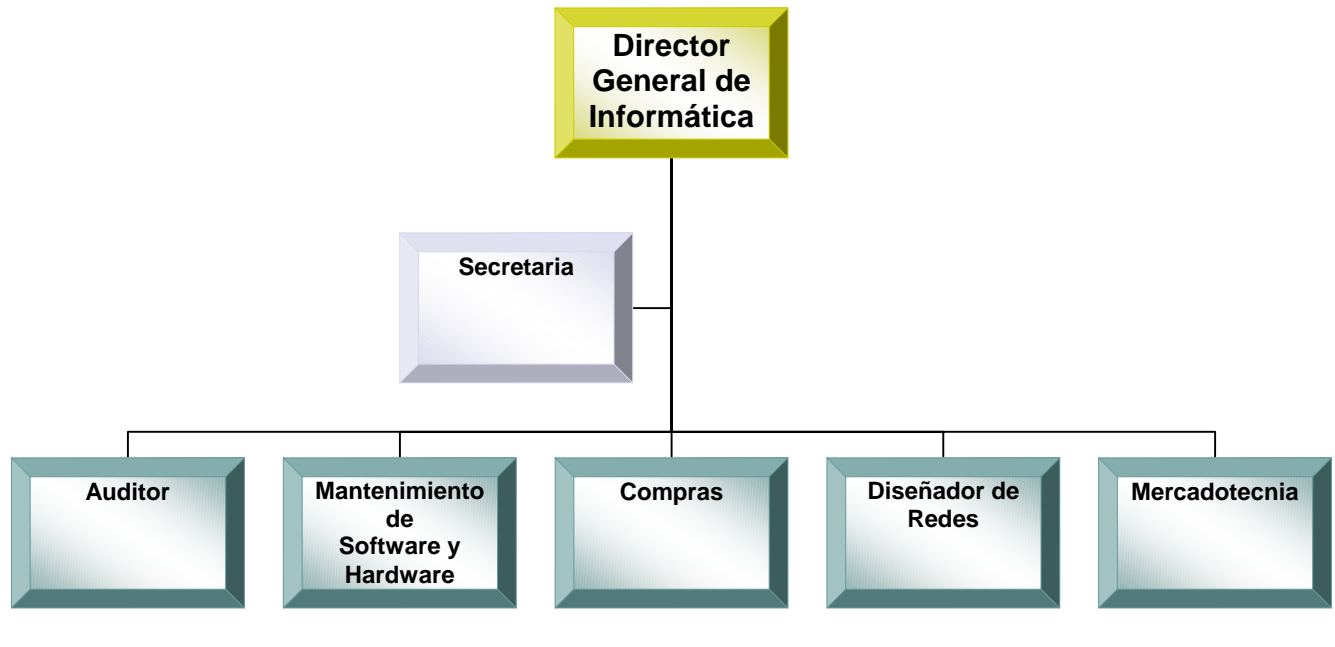 Director
General de
Informática
Secretaria
Auditor
Mantenimiento
de
Software y
Hardware
Compras
Diseñador de
Redes
Mercadotecnia